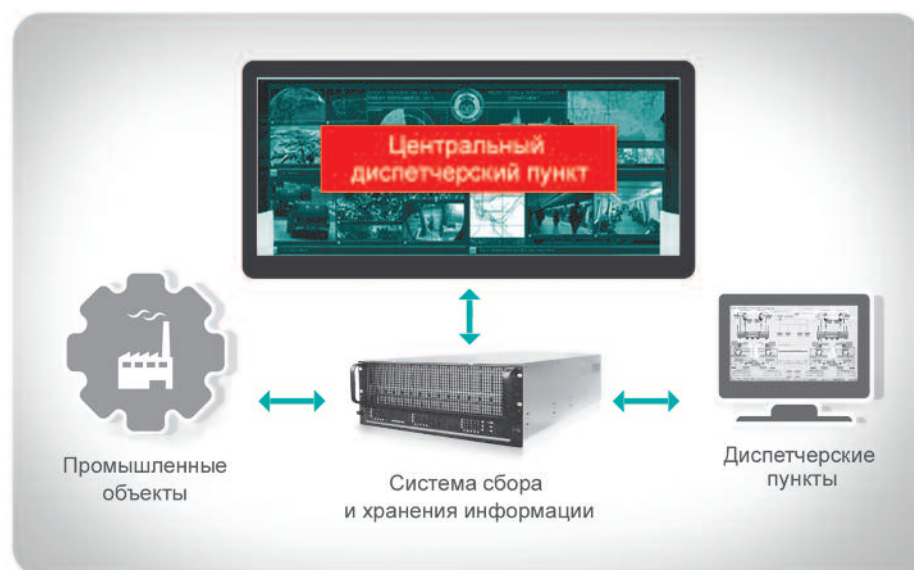 Центральный
диспетчерский пункт
Промышленные
объекты
Система сбора
и хранения информации
Диспетчерские
пункты